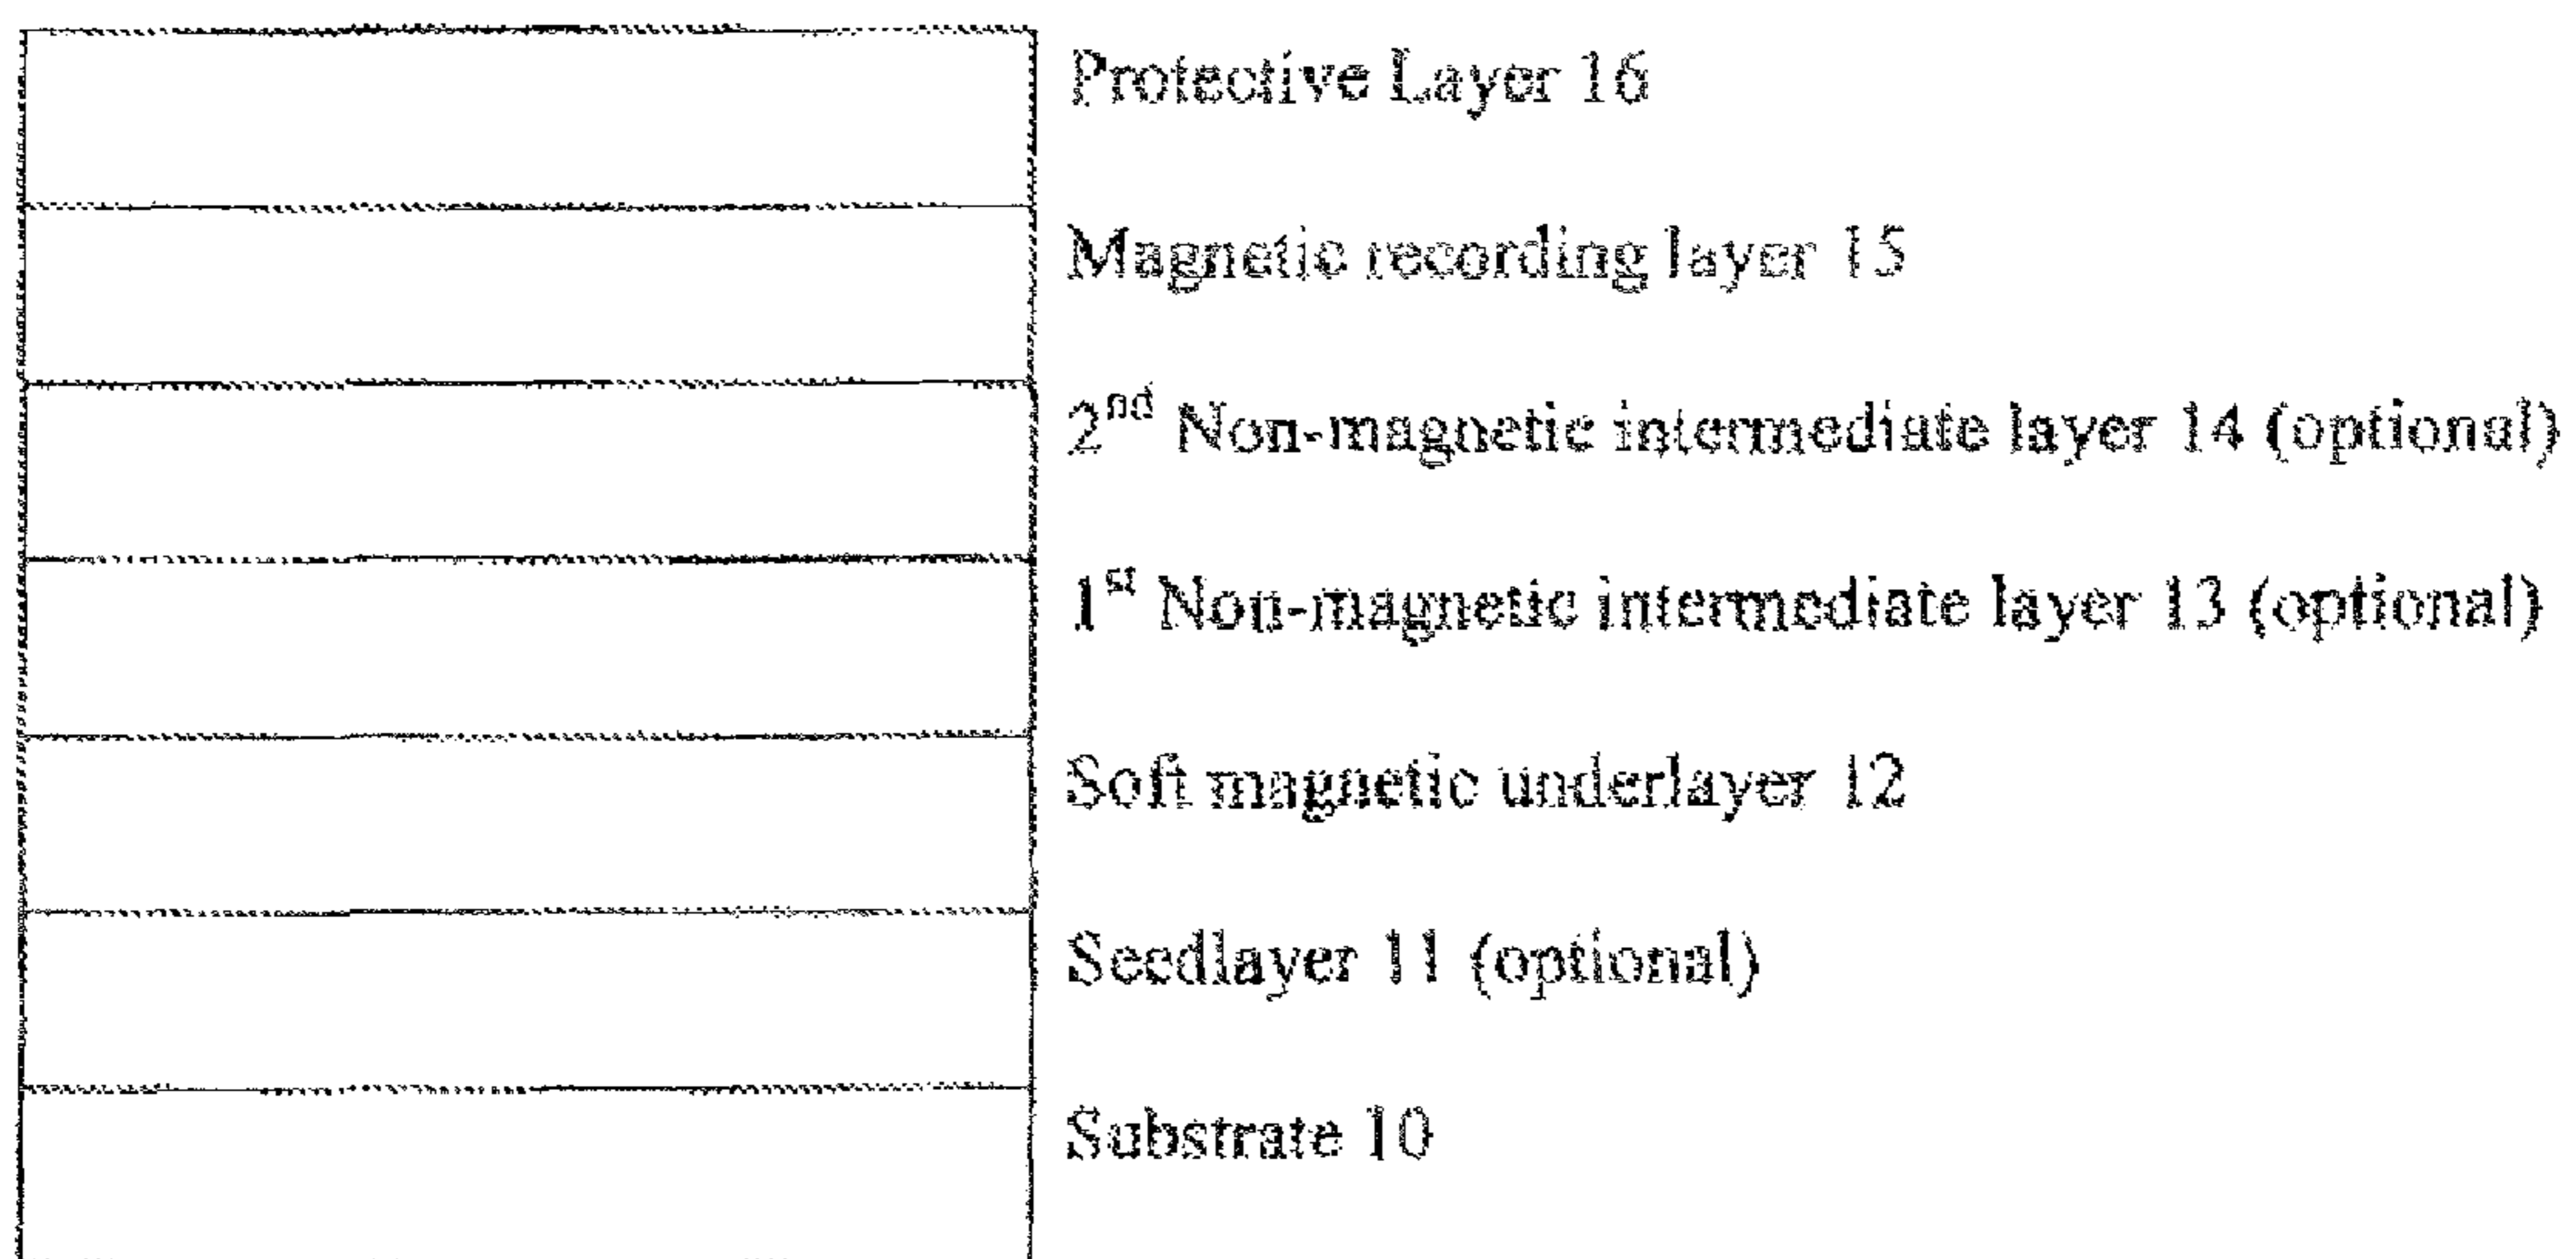 Protective Layer 16
Magnetic recording layer 15
2nd Non-magnetic intermediate layer 14 (optional)
1st Non-magnetic intermediate layer 13 (optional)
Soft magnetic underlayer 12
Seedlayer 11 (optional)
Substrate 10